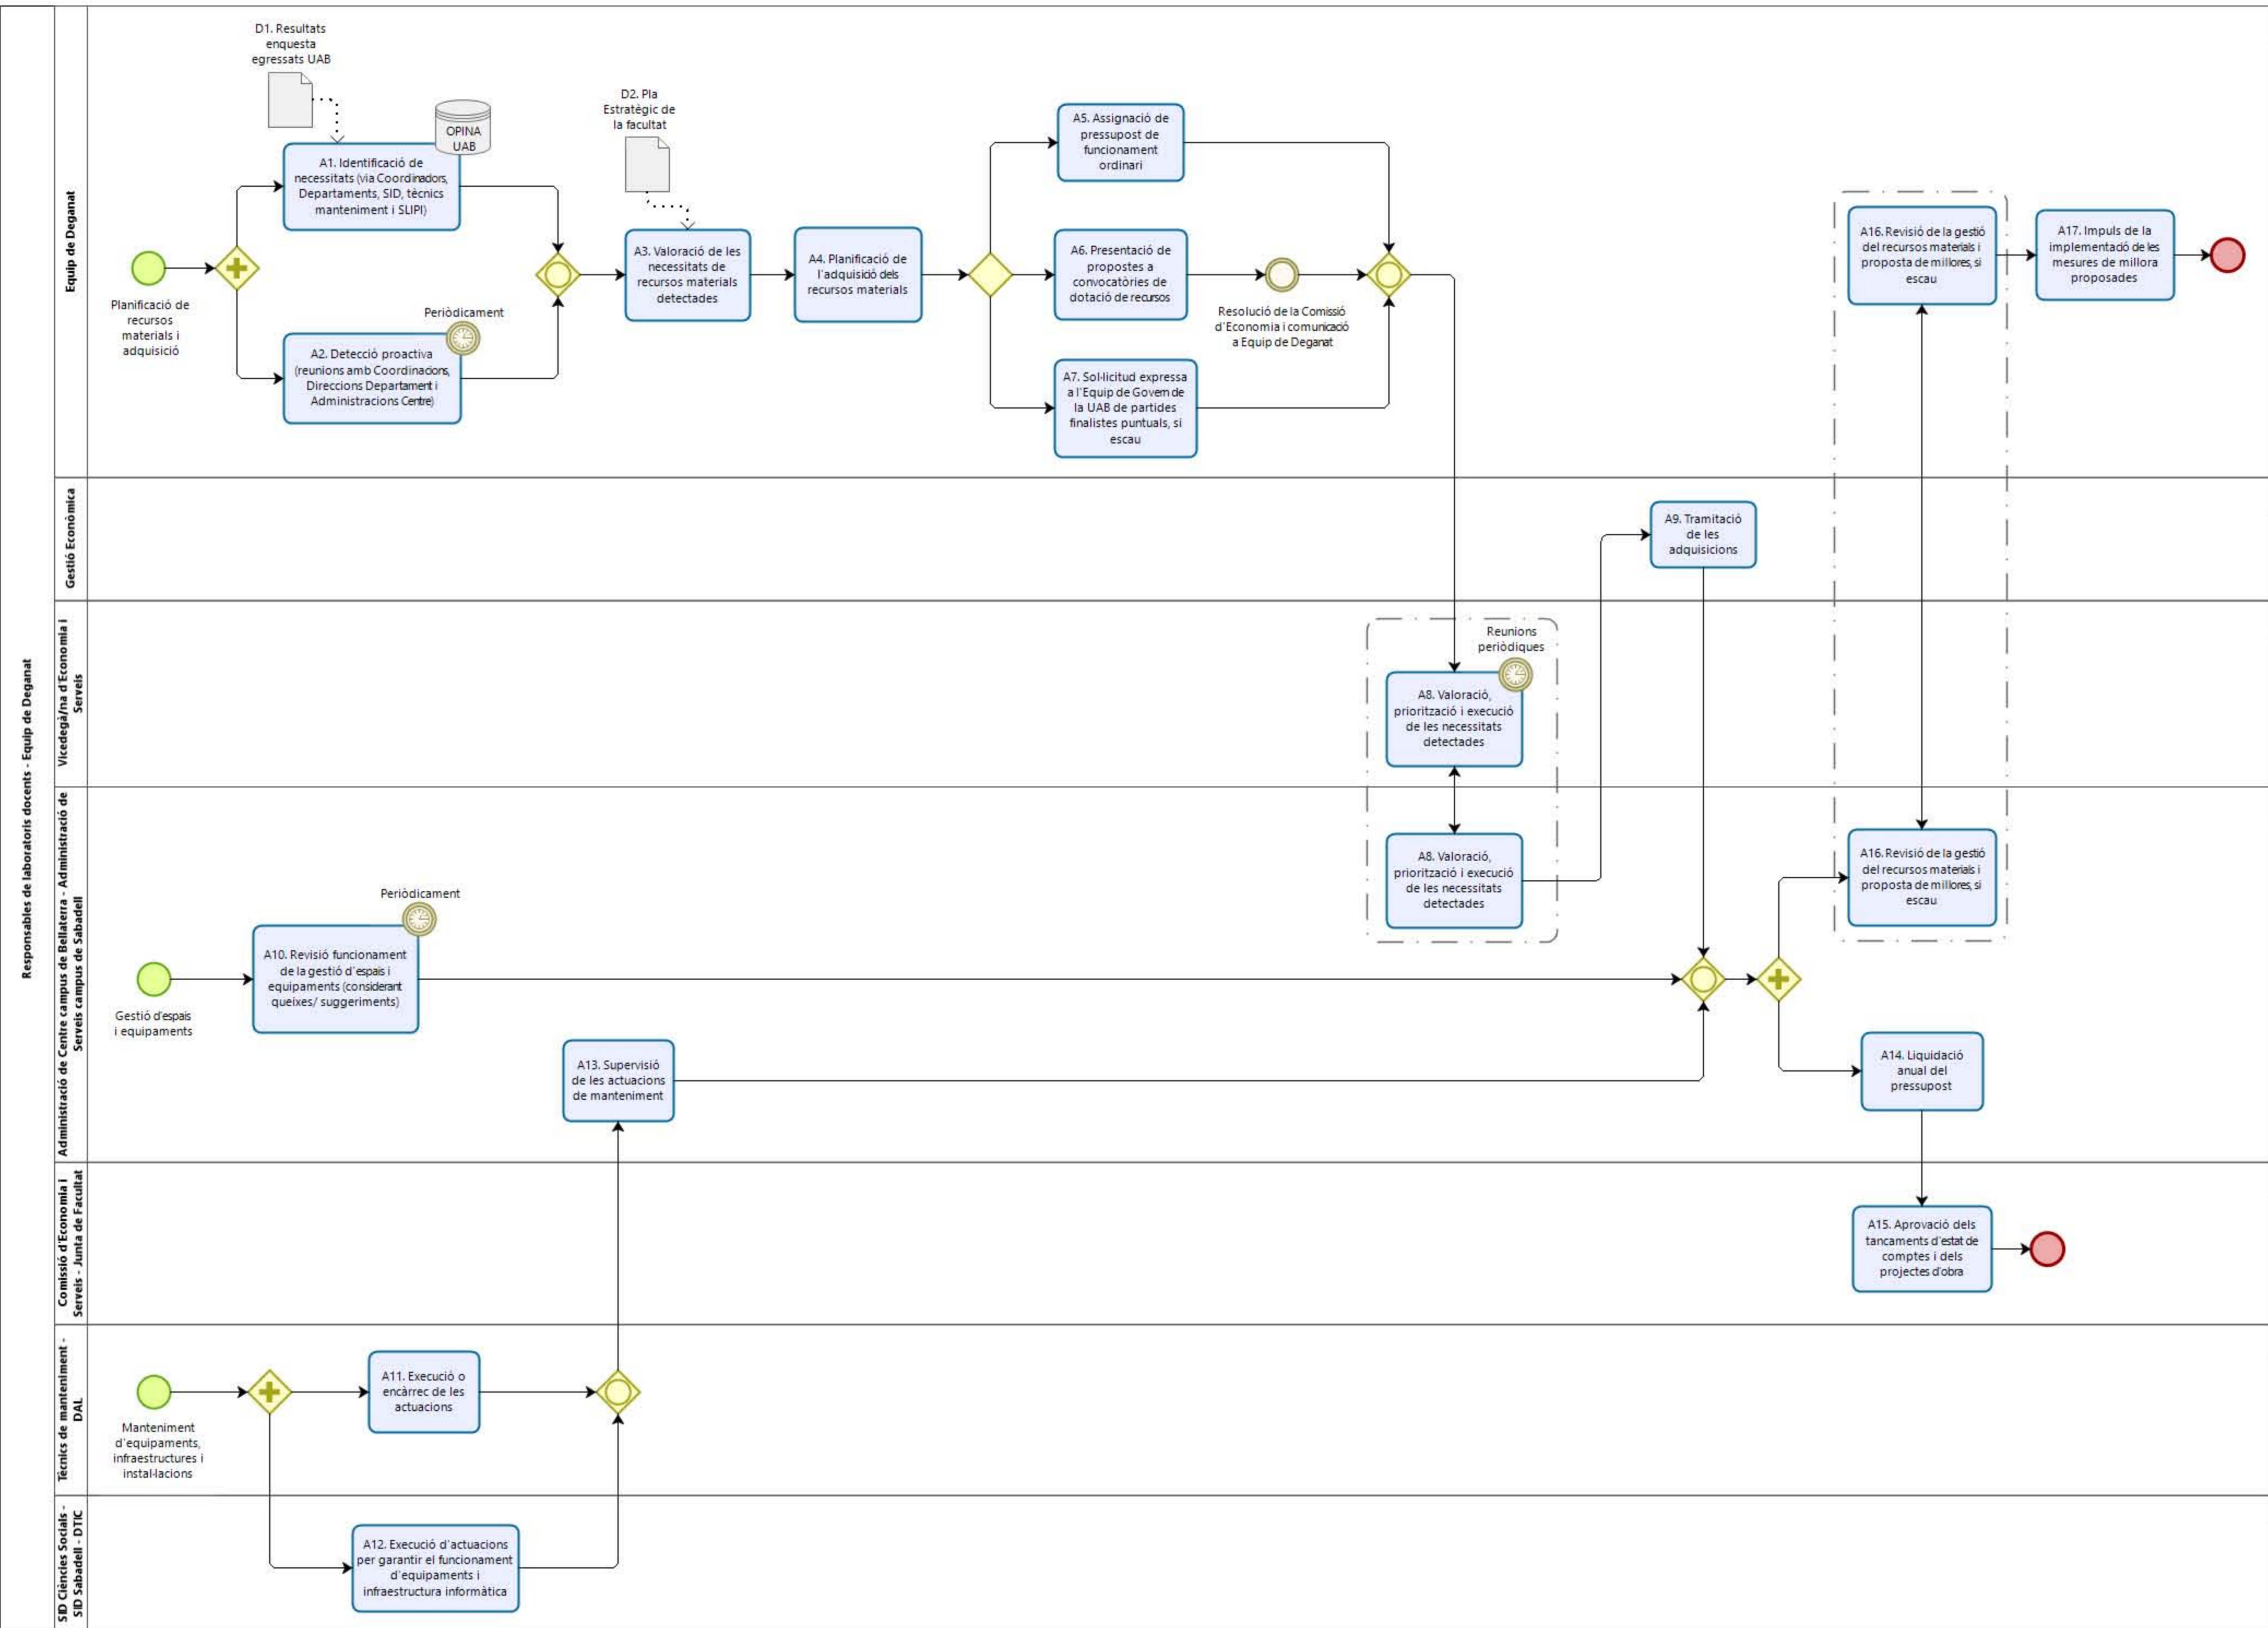 Responsables de laboratoris docents - Equip de Deganat
Equip de Deganat
D1. Resultats
enquesta
egressats UAB
OPINA
UAB
A1. Identificació de
necessitats (via Coordinadors,
Departaments, SID, tècnics
manteniment i SLIPI)
Planificació de
recursos
materials i
adquisició
Periòdicament
A2. Detecció proactiva
(reunions amb Coordinacions,
Direccions Departament i
Administracions Centre)
D2. Pla
Estratègic de
la facultat
A3. Valoració de les
necessitats de
recursos materials
detectades
A4. Planificació de
l'adquisició dels
recursos materials
A5. Assignació de
pressupost de
funcionament
ordinari
A6. Presentació de
propostes a
convocatòries de
dotació de recursos
Resolució de la Comissió
d'Economia i comunicació
a Equip de Deganat
A7. Sol·licitud expressa
a l'Equip de Govern de
la UAB de partides
finalistes puntuals, si
escau
A16. Revisió de la gestió
del recursos materials i
proposta de millores, si
escau
A17. Impuls de la
implementació de les
mesures de millora
proposades
Gestió Econòmica
A9. Tramitació
de les
adquisicions
Vicedegà/na d'Economia i
Serveis
Reunions
periòdiques
A8. Valoració,
priorització i execució
de les necessitats
detectades
Administració de Centre campus de Bellaterra - Administració de
Serveis campus de Sabadell
A8. Valoració,
priorització i execució
de les necessitats
detectades
A16. Revisió de la gestió
del recursos materials i
proposta de millores, si
escau
Periòdicament
A10. Revisió funcionament
de la gestió d'espais i
equipaments (considerant
queixes/ suggeriments)
Gestió d'espais
i equipaments
A13. Supervisió
de les actuacions
de manteniment
A14. Liquidació
anual del
pressupost
Comissió d'Economia i
Serveis - Junta de Facultat
A15. Aprovació dels
tancaments d'estat de
comptes i dels
projectes d'obra
Tècnics de manteniment -
DAL
Manteniment
d'equipaments,
infraestructures i
instal·lacions
A11. Execució o
encàrrec de les
actuacions
SID Ciències Socials -
SID Sabadell - DTIC
A12. Execució d'actuacions
per garantir el funcionament
d'equipaments i
infraestructura informàtica